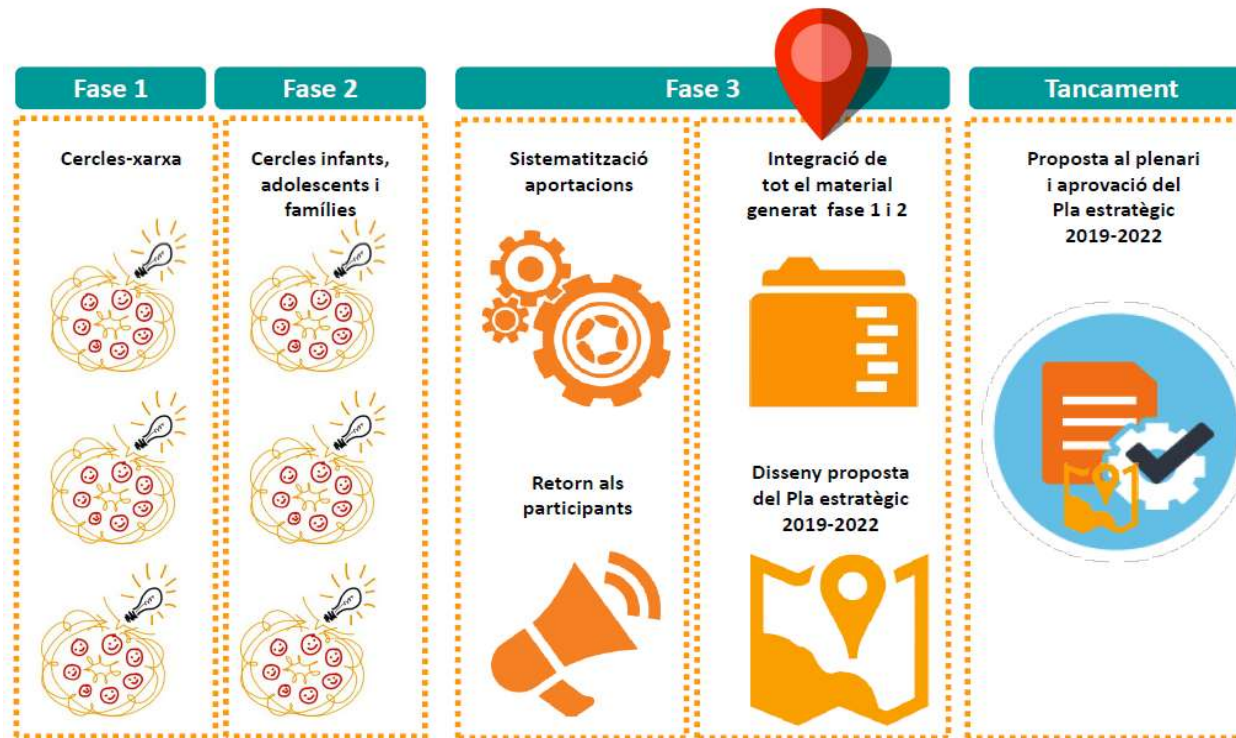 Fase 1
Fase 2
Fase 3
Tancament
Cercles-xarxa
Cercles infants,
adolescents i
famílies
Sistematització
aportacions
Integració de
tot el material
generat fase 1 i 2
Proposta al plenari
i aprovació del
Pla estratègic
2019-2022
Retorn als
participants
Disseny proposta
del Pla estratègic
2019-2022